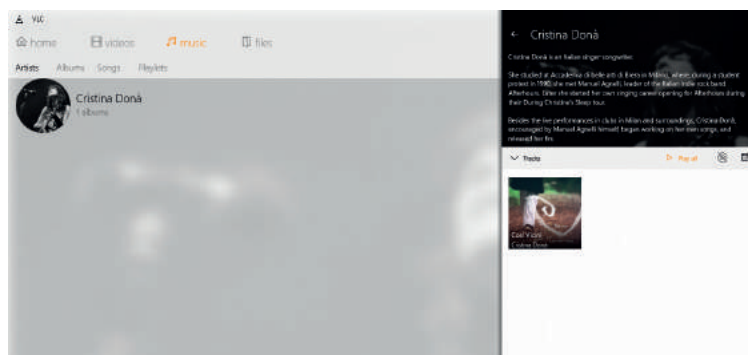 VLC
home videos music files
Artists Albums Songs Playlists
Cristina Donà
1 albums
Cristina Donà
Cristina Donà is an Italian singer-songwriter.
She studied at Accademia di belle arti di Brera in Milano, where, during a student
protest in 1990, she met Manuel Agnelli, leader of the Italian indie rock band
Afterhours. Later she started her own singing career opening for Afterhours during
their During Christine's Sleep tour.
Besides the live performances in clubs in Milan and surroundings, Cristina Donà,
encouraged by Manuel Agnelli himself, began working on her own songs, and
released her firs
Tracks Play all
Così Vicini
Cristina Donà